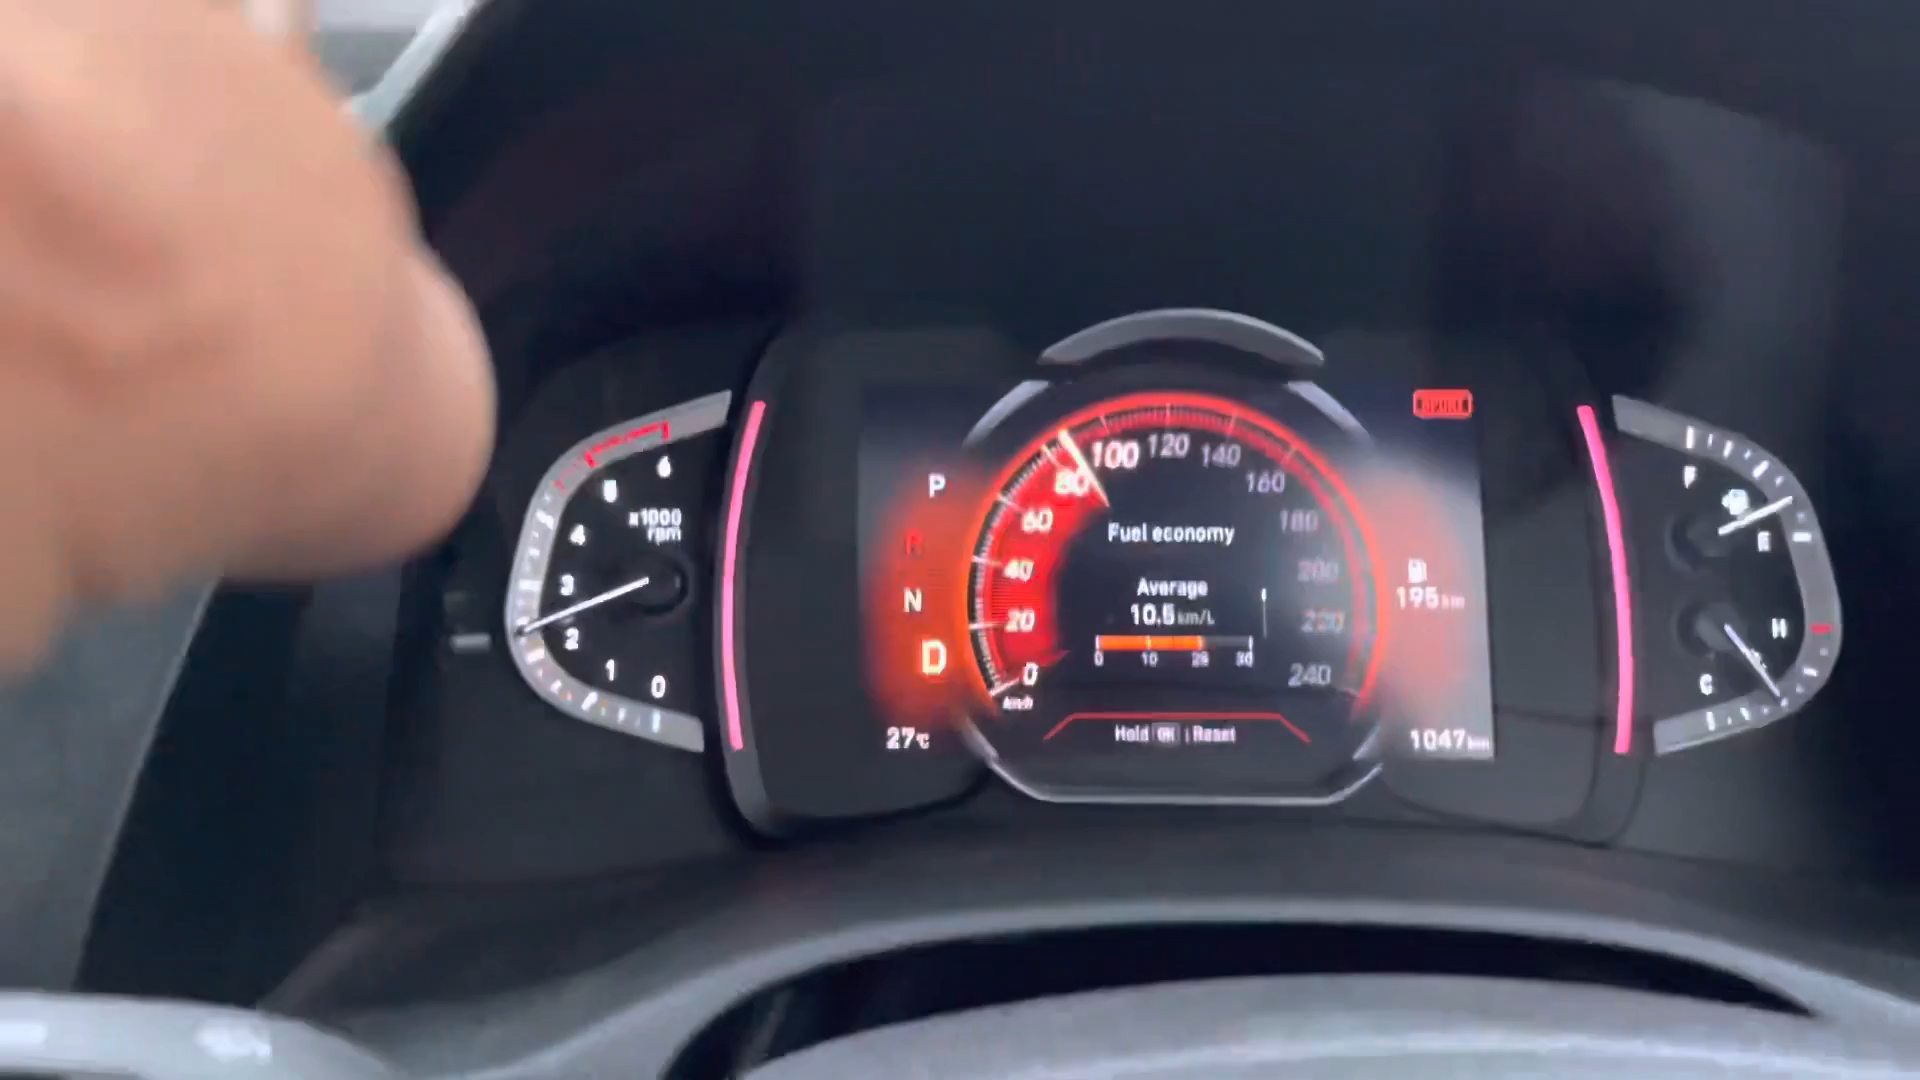 6
5
x1000
rpm
4
3
2
1
0
P
R
N
D
27℃
100
120
140
80
160
60
180
40
200
20
220
0
240
km/h
Fuel economy
Average
10.5 km/L
0 10 20 30
Hold OK : Reset
SPORT
195 km
1047 km
F
E
H
C